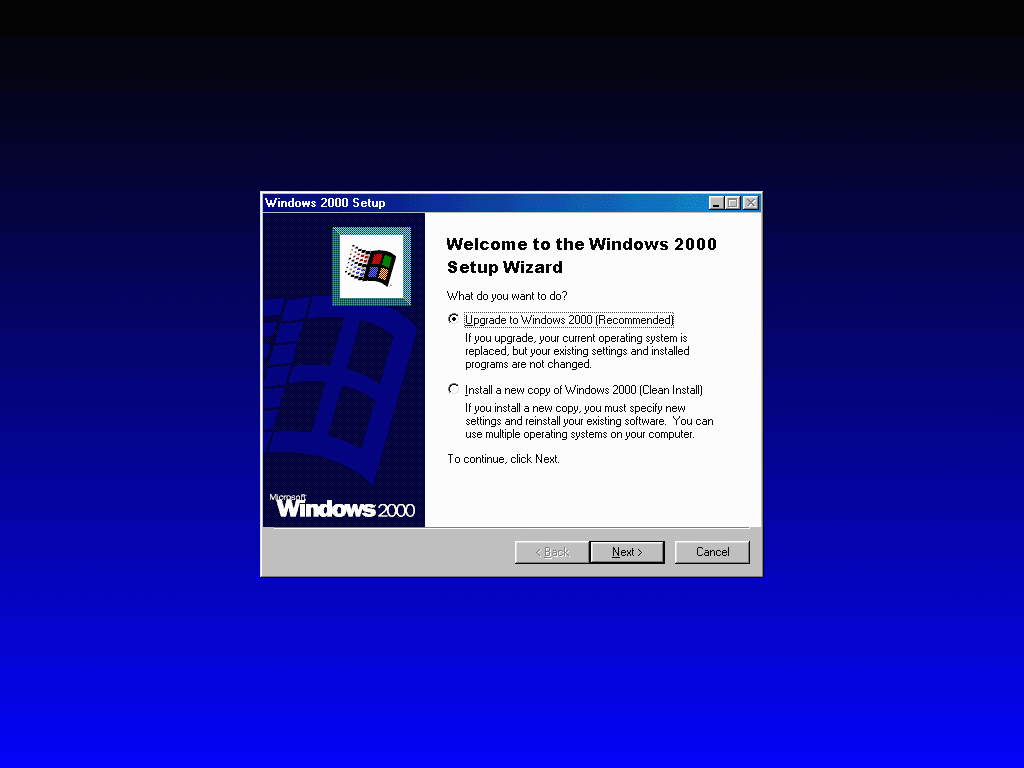 Windows 2000 Setup
Welcome to the Windows 2000
Setup Wizard
What do you want to do?
Upgrade to Windows 2000 (Recommended)
If you upgrade, your current operating system is
replaced, but your existing settings and installed
programs are not changed.
Install a new copy of Windows 2000 (Clean Install)
If you install a new copy, you must specify new
settings and reinstall your existing software.  You can
use multiple operating systems on your computer.
To continue, click Next.
Microsoft
Windows 2000
< Back
Next >
Cancel